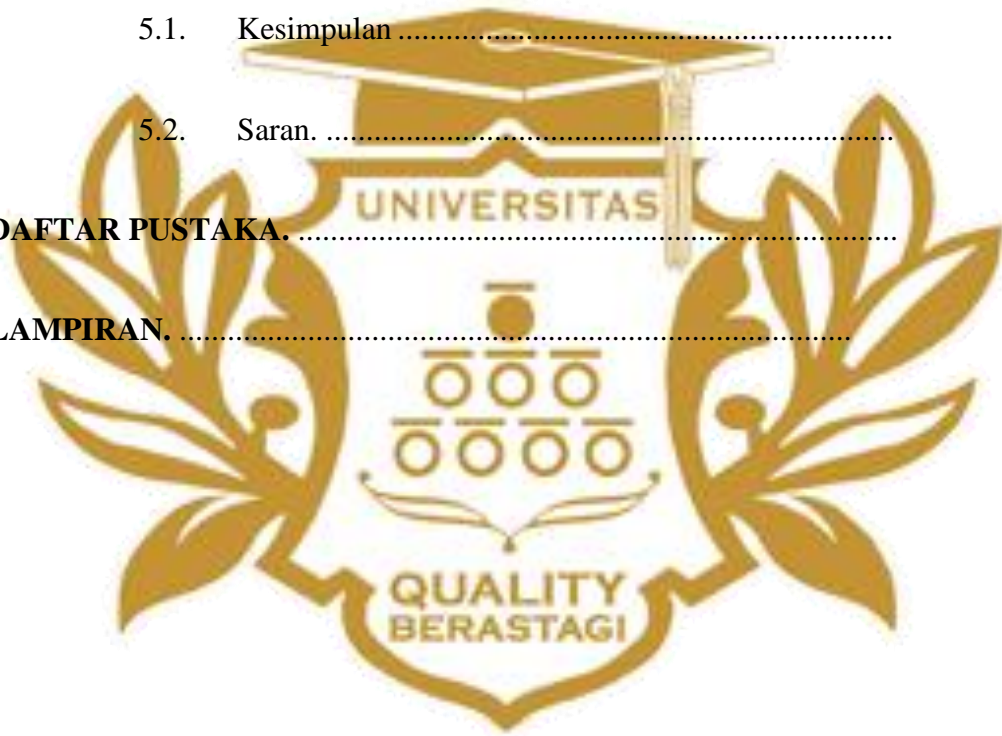 5.1. Kesimpulan ..............................................................
5.2. Saran. .......................................................................
UNIVERSITAS
DAFTAR PUSTAKA. ...........................................................................
LAMPIRAN. ....................................................................................
QUALITY
BERASTAGI